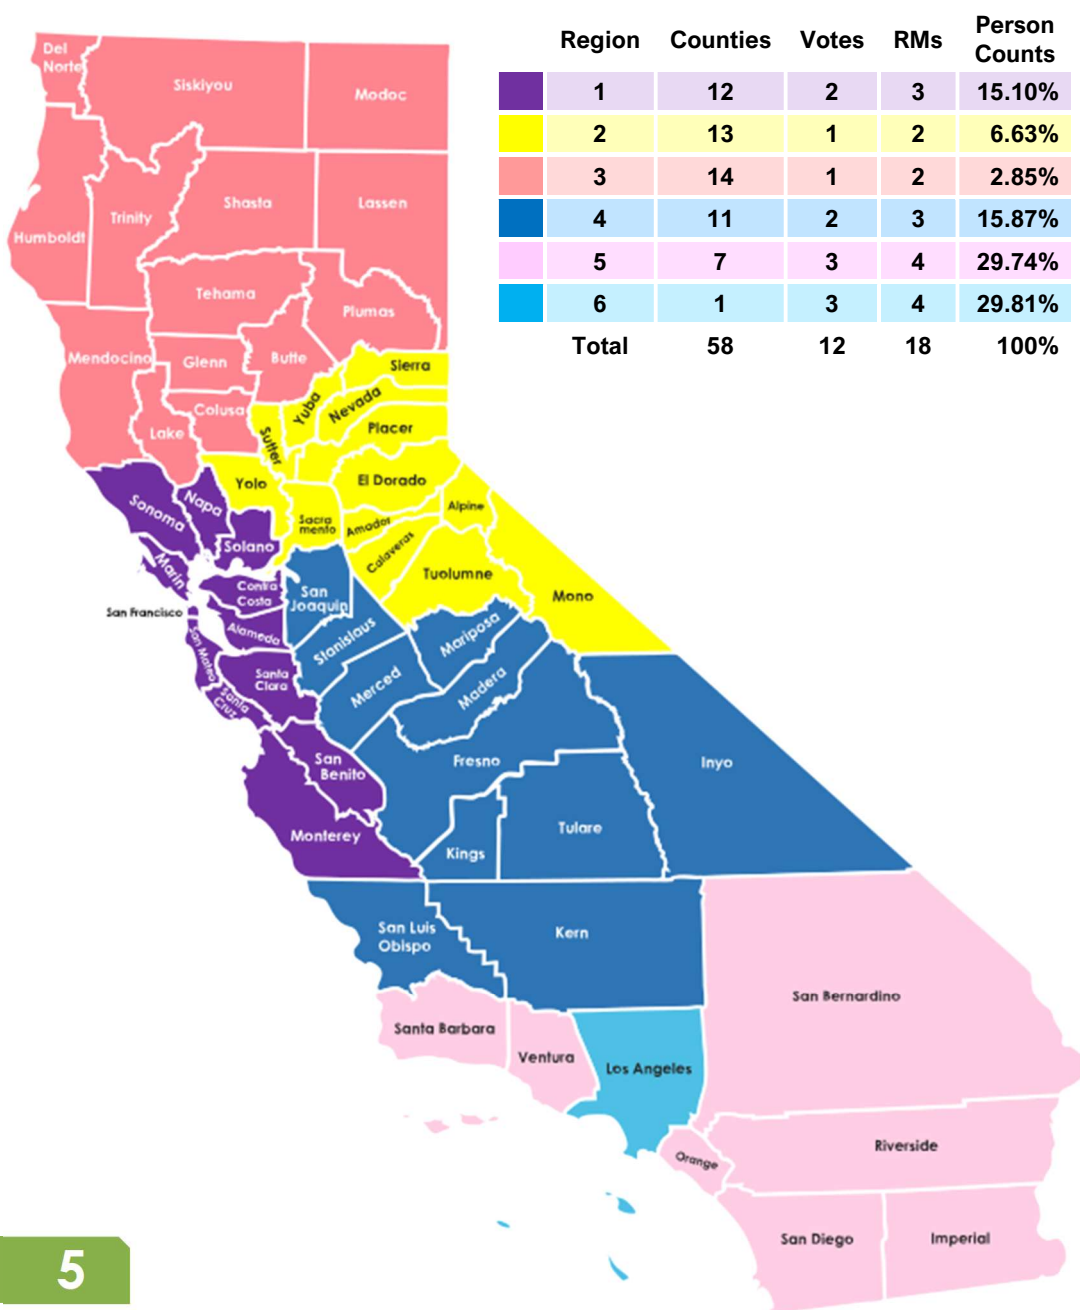 Region Counties Votes RMs Person Counts
1 12 2 3 15.10%
2 13 1 2 6.63%
3 14 1 2 2.85%
4 11 2 3 15.87%
5 7 3 4 29.74%
6 1 3 4 29.81%
Total 58 12 18 100%
Del
Norte
Siskiyou
Modoc
Humboldt
Trinity
Shasta
Lassen
Tehama
Plumas
Mendocino
Glenn
Butte
Sierra
Colusa
Lake
Yuba
Nevada
Sutter
Placer
Yolo
El Dorado
Sonoma
Napa
Sacra
mento
Amador
Alpine
Solano
Calaveras
Marin
Contra
Costa
San
Joaquin
Tuolumne
Mono
San Francisco
Alameda
Stanislaus
Mariposa
San Mateo
Santa
Clara
Merced
Madera
Santa
Cruz
San
Benito
Fresno
Inyo
Monterey
Kings
Tulare
San Luis
Obispo
Kern
San Bernardino
Santa Barbara
Ventura
Los Angeles
Orange
Riverside
San Diego
Imperial
5